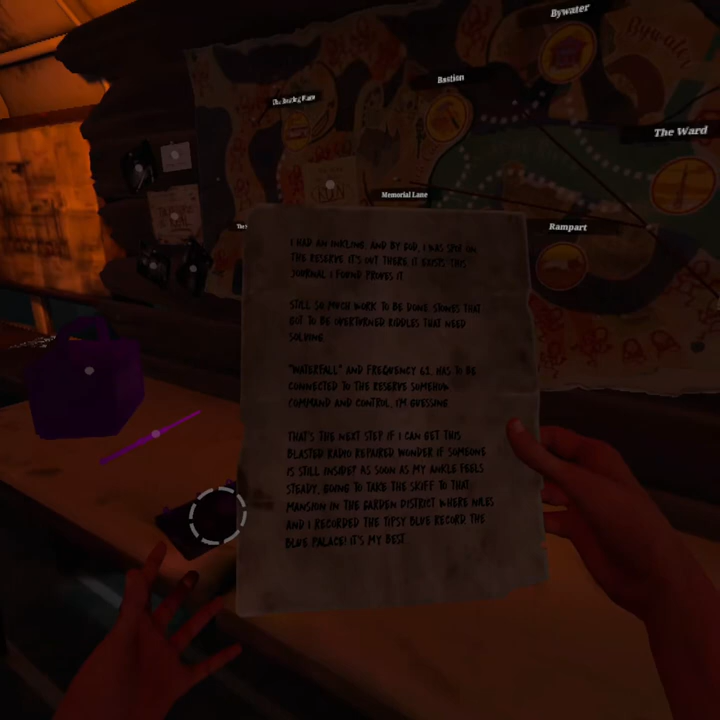 Bywater
Bywater
Bastion
The Ward
Memorial Lane
Rampart
I HAD AN INKLING, AND BY GOD, I WAS SPOT ON.
THE RESERVE IT'S OUT THERE IT EXISTS THIS
JOURNAL I FOUND PROVES IT
STILL SO MUCH WORK TO BE DONE STONES THAT
GOT TO BE OVERTURNED RIDDLES THAT NEED
SOLVING
"WATERFALL" AND FREQUENCY 61. HAS TO BE
CONNECTED TO THE RESERVE SOMEHOW
COMMAND AND CONTROL, I'M GUESSING
THAT'S THE NEXT STEP IF I CAN GET THIS
BLASTED RADIO REPAIRED WONDER IF SOMEONE
IS STILL INSIDE? AS SOON AS MY ANKLE FEELS
STEADY, GOING TO TAKE THE SKIFF TO THAT
MANSION IN THE GARDEN DISTRICT WHERE MILES
AND I RECORDED THE TIPSY BLUE RECORD THE
BLUE PALACE! IT'S MY BEST